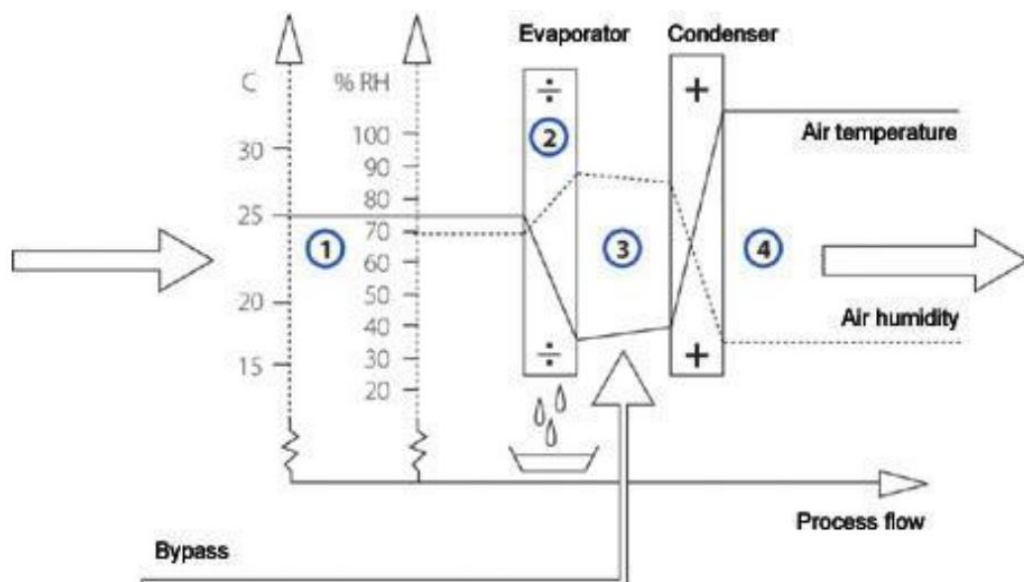 Evaporator
Condenser
C
% RH
÷
+
2
100
30
90
80
Air temperature
25
70
1
3
4
60
50
20
40
Air humidity
÷
+
30
15
20
Process flow
Bypass